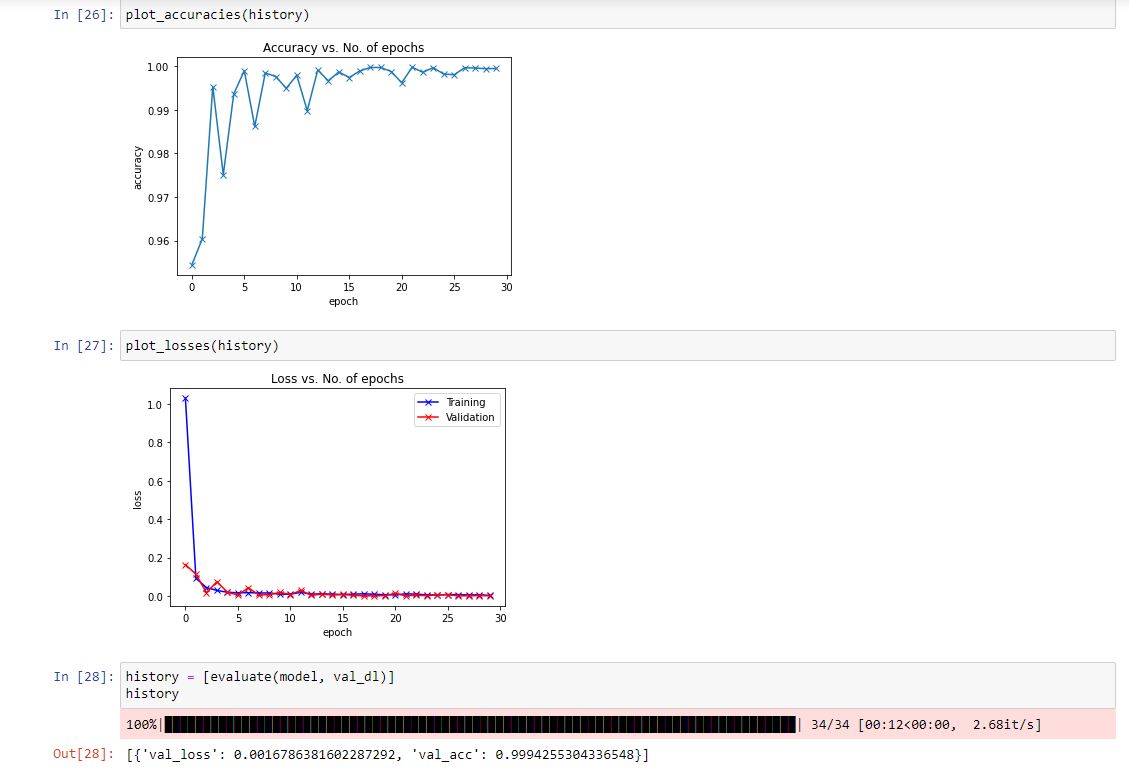 In [26]: plot_accuracies(history)
Accuracy vs. No. of epochs
1.00
0.99
0.98
0.97
0.96
accuracy
0 5 10 15 20 25 30
epoch
In [27]: plot_losses(history)
Loss vs. No. of epochs
Training
Validation
1.0
0.8
0.6
0.4
0.2
0.0
loss
0 5 10 15 20 25 30
epoch
In [28]: history = [evaluate(model, val_dl)]
history
100%|██████████| 34/34 [00:12<00:00, 2.68it/s]
Out[28]: [{'val_loss': 0.0016786381602287292, 'val_acc': 0.9994255304336548}]